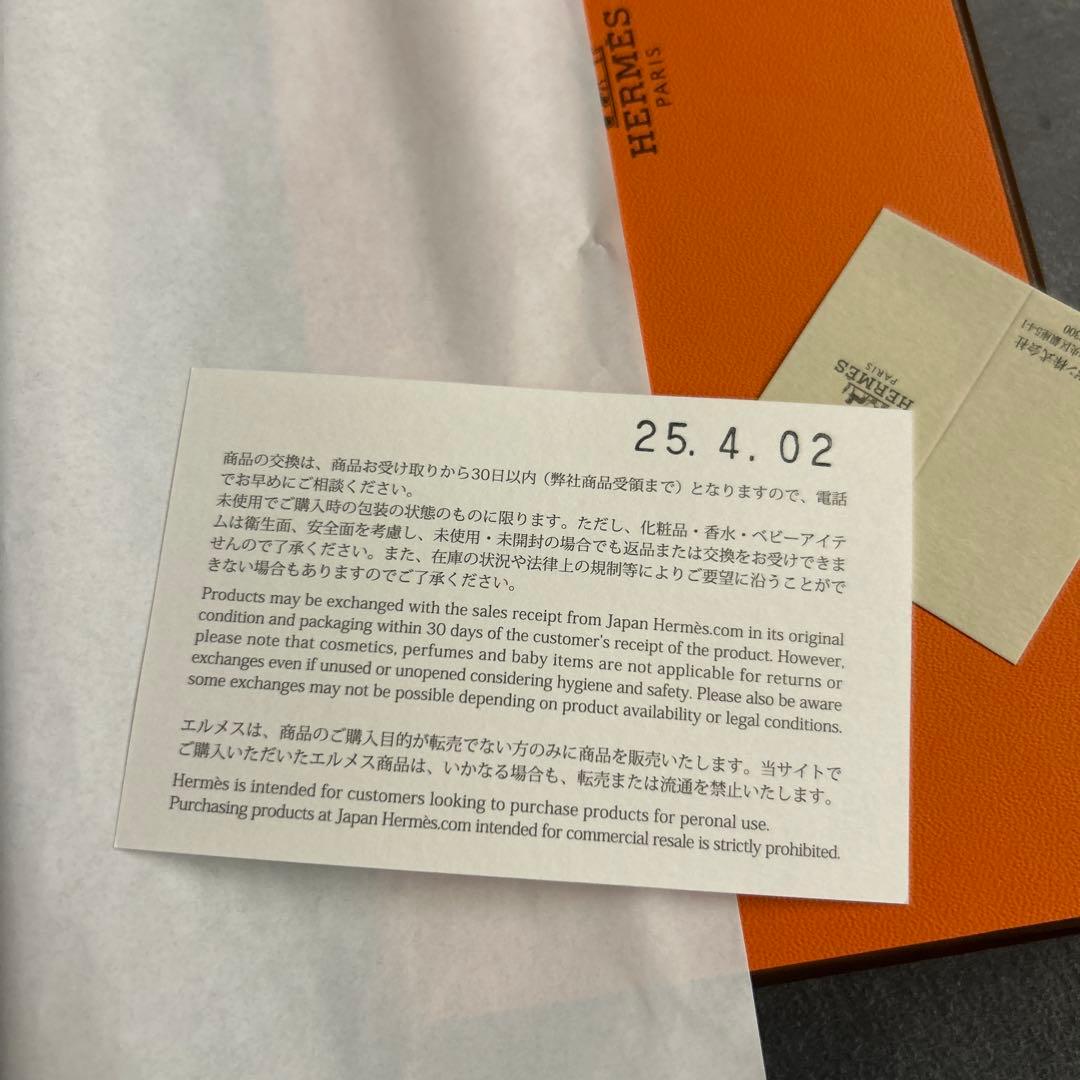 HERMÈS
PARIS
HERMES
PARIS
ン株式会社
央区銀座5-4-1
300
25. 4. 02
商品の交換は、商品お受け取りから30日以内（弊社商品受領まで）となりますので、電話
でお早めにご相談ください。
未使用でご購入時の包装の状態のものに限ります。ただし、化粧品・香水・ベビーアイテ
ムは衛生面、安全面を考慮し、未使用・未開封の場合でも返品または交換をお受けできま
せんので了承ください。また、在庫の状況や法律上の規制等によりご要望に沿うことがで
きない場合もありますのでご了承ください。
Products may be exchanged with the sales receipt from Japan Hermès.com in its original
condition and packaging within 30 days of the customer's receipt of the product. However,
please note that cosmetics, perfumes and baby items are not applicable for returns or
exchanges even if unused or unopened considering hygiene and safety. Please also be aware
some exchanges may not be possible depending on product availability or legal conditions.
エルメスは、商品のご購入目的が転売でない方のみに商品を販売いたします。当サイトで
ご購入いただいたエルメス商品は、いかなる場合も、転売または流通を禁止いたします。
Hermès is intended for customers looking to purchase products for peronal use.
Purchasing products at Japan Hermès.com intended for commercial resale is strictly prohibited.